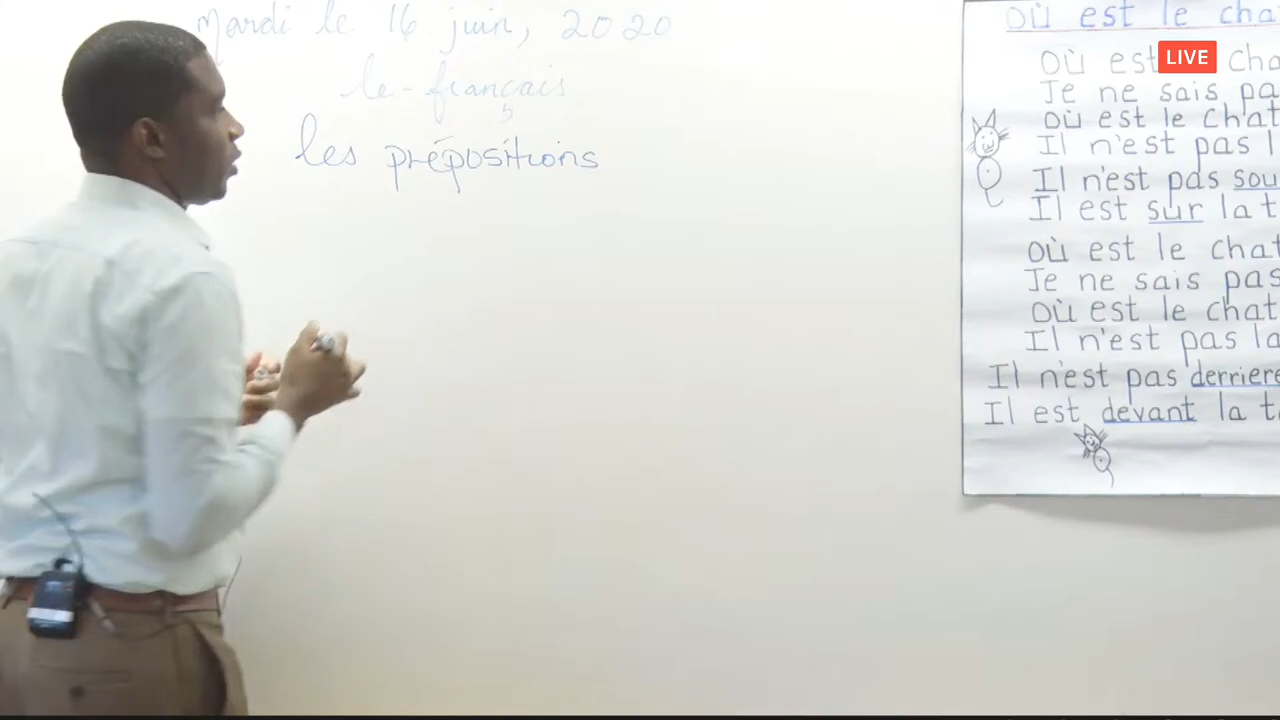 Mardi le 16 juin, 2020
le français
les prépositions
LIVE
Où est le cha
Où est cha
Je ne sais pa
où est le chat
Il n'est pas l
Il n'est pas sou
Il est sur la t
où est le chat
Je ne sais pas
Où est le chat
Il n'est pas la
Il n'est pas derriere
Il est devant la ta